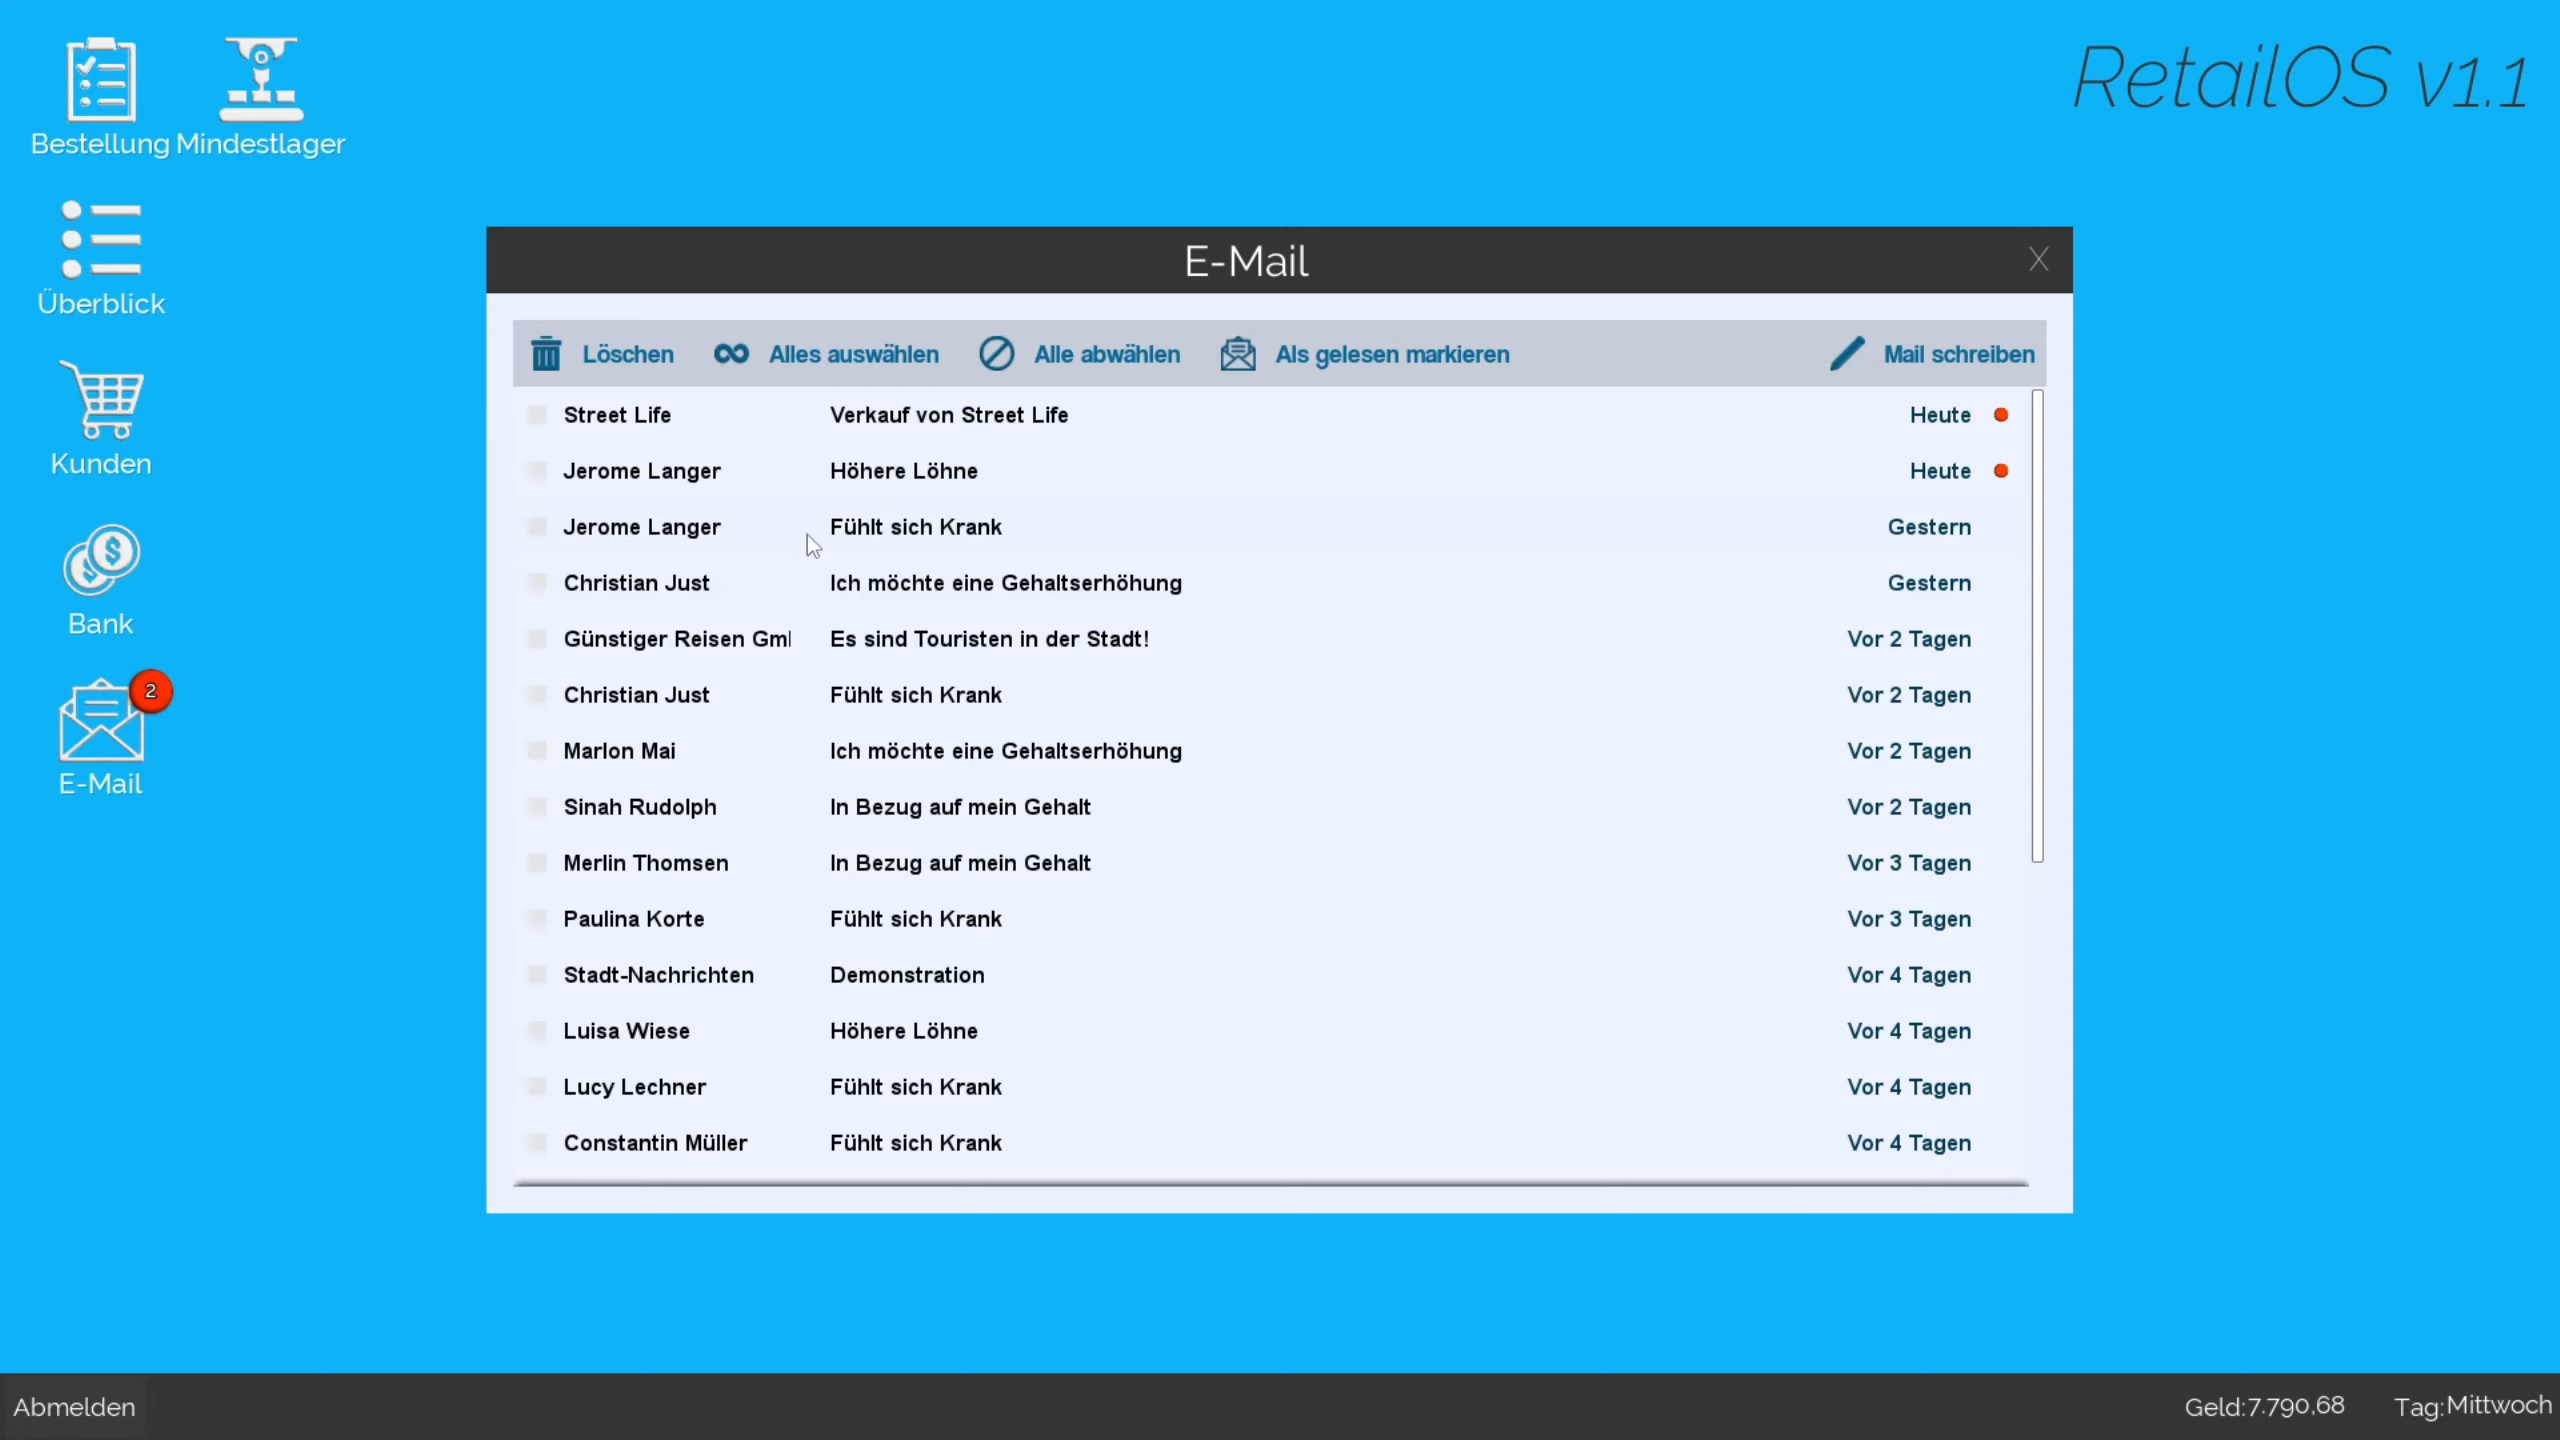 RetailOS v1.1
Bestellung Mindestlager
Überblick
Kunden
Bank
2
E-Mail
E-Mail X
Löschen Alles auswählen Alle abwählen Als gelesen markieren Mail schreiben
Street Life Verkauf von Street Life Heute
Jerome Langer Höhere Löhne Heute
Jerome Langer Fühlt sich Krank Gestern
Christian Just Ich möchte eine Gehaltserhöhung Gestern
Günstiger Reisen Gml Es sind Touristen in der Stadt! Vor 2 Tagen
Christian Just Fühlt sich Krank Vor 2 Tagen
Marlon Mai Ich möchte eine Gehaltserhöhung Vor 2 Tagen
Sinah Rudolph In Bezug auf mein Gehalt Vor 2 Tagen
Merlin Thomsen In Bezug auf mein Gehalt Vor 3 Tagen
Paulina Korte Fühlt sich Krank Vor 3 Tagen
Stadt-Nachrichten Demonstration Vor 4 Tagen
Luisa Wiese Höhere Löhne Vor 4 Tagen
Lucy Lechner Fühlt sich Krank Vor 4 Tagen
Constantin Müller Fühlt sich Krank Vor 4 Tagen
Abmelden Geld:7.790,68 Tag:Mittwoch